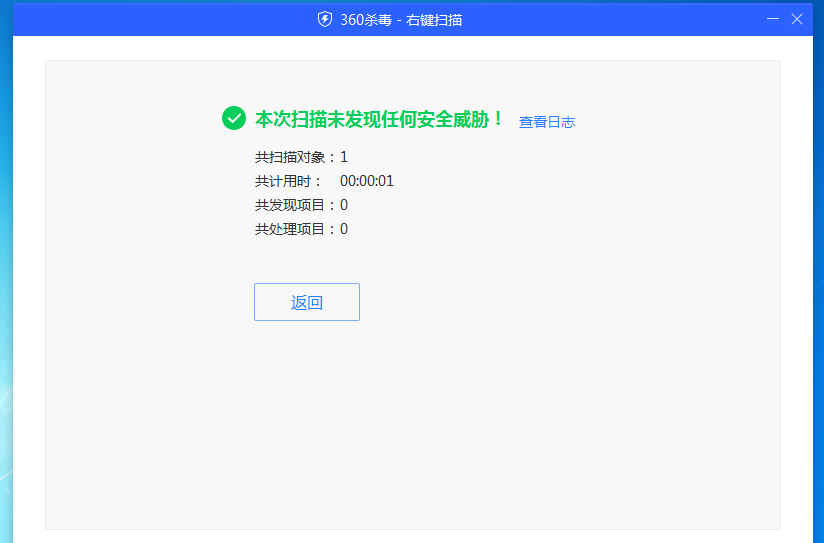 360杀毒 - 右键扫描
本次扫描未发现任何安全威胁！ 查看日志
共扫描对象：1
共计用时： 00:00:01
共发现项目：0
共处理项目：0
返回